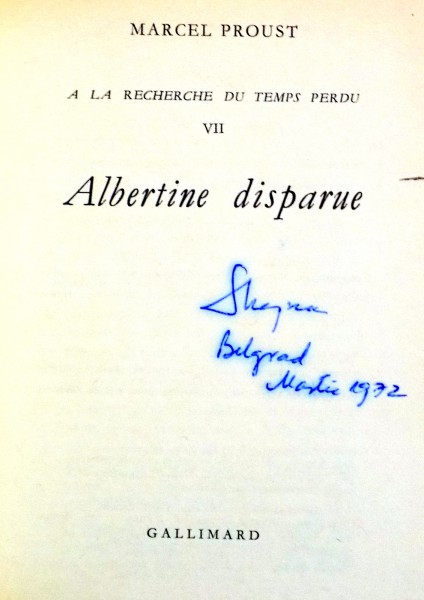 MARCEL PROUST
A LA RECHERCHE DU TEMPS PERDU
VII
Albertine disparue
Belgrad
Martie 1972
GALLIMARD